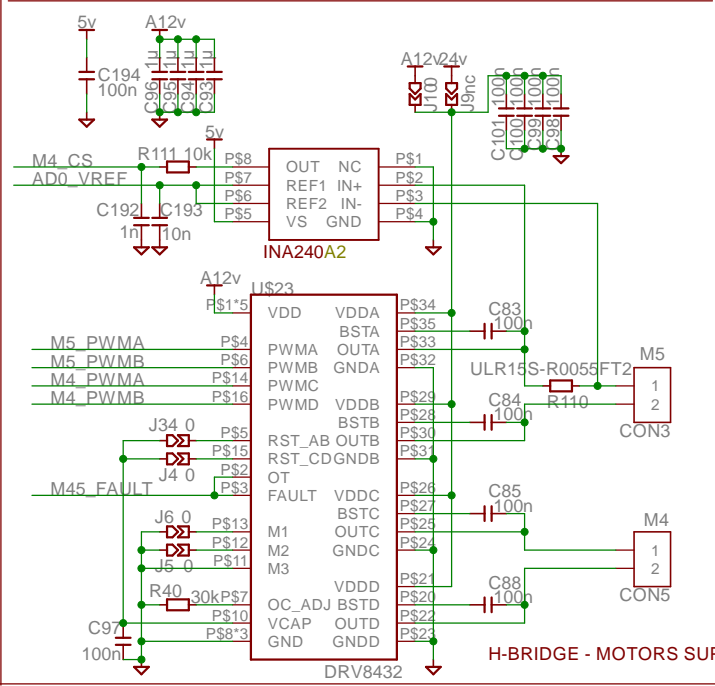 5v
A12v
C194
100n
C96 1µ
C95 1µ
C94 1µ
C93 1µ
A12v
24v
J10 0
J9 nc
C101 100n
C100 100n
C99 100n
C98 100n
5v
M4_CS
R111 10k
P$8
OUT
NC
P$1
AD0_VREF
P$7
REF1
IN+
P$2
P$6
REF2
IN-
P$3
P$5
VS
GND
P$4
C192
1n
C193
10n
INA240A2
A12v
U$23
P$1*5
VDD
VDDA
P$34
BSTA
P$35
C83
100n
M5_PWMA
P$4
PWMA
OUTA
P$33
M5_PWMB
P$6
PWMB
GNDA
P$32
ULR15S-R0055FT2
R110
M5
1
2
CON3
M4_PWMA
P$14
PWMC
M4_PWMB
P$16
PWMD
VDDB
P$29
BSTB
P$28
C84
100n
J34 0
P$5
RST_AB
OUTB
P$30
J4 0
P$15
RST_CD
GNDB
P$31
P$2
OT
M45_FAULT
P$3
FAULT
VDDC
P$26
BSTC
P$27
C85
100n
J6 0
P$13
M1
OUTC
P$25
J5 0
P$12
M2
GNDC
P$24
P$11
M3
M4
1
2
CON5
VDDD
P$21
R40
30k
P$7
OC_ADJ
BSTD
P$20
C88
100n
P$10
VCAP
OUTD
P$22
C97
100n
P$8*3
GND
GNDD
P$23
DRV8432
H-BRIDGE - MOTORS SUP